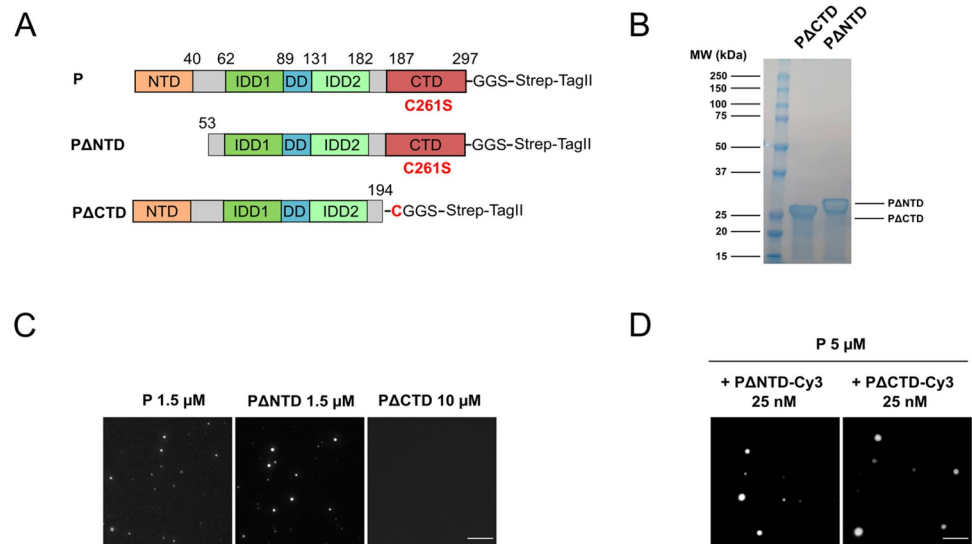 A
40 62 89 131 182 187 297
P NTD IDD1 DD IDD2 CTD -GGS-Strep-TagII
C261S
53
PΔNTD IDD1 DD IDD2 CTD -GGS-Strep-TagII
C261S
194
PΔCTD NTD IDD1 DD IDD2 -CGGS-Strep-TagII
B
PΔCTD PΔNTD
MW (kDa)
250
150
100
75
50
37
25
20
15
PΔNTD
PΔCTD
C
P 1.5 µM PΔNTD 1.5 µM PΔCTD 10 µM
D
P 5 µM
+ PΔNTD-Cy3 + PΔCTD-Cy3
25 nM 25 nM